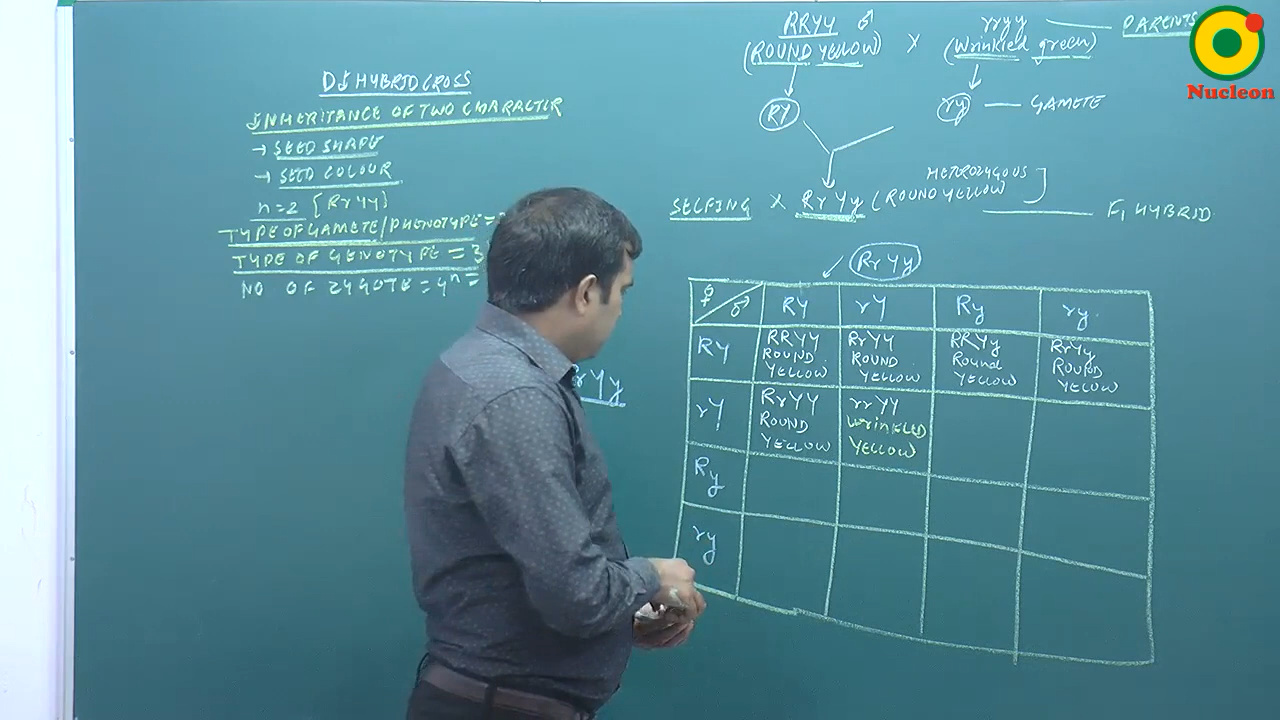 DIHYBRID CROSS
INHERITANCE OF TWO CHARACTER
→ SEED SHAPE
→ SEED COLOUR
n=2 [RrYy]
TYPE OF GAMETE/PHENOTYPE =
TYPE OF GENOTYPE = 3
NO OF ZYGOTE = 4ⁿ =
rYy
RRYY ♂ × rryy — PARENTS
(ROUND YELLOW) (Wrinkled green)
RY ry — GAMETE
HETEROZYGOUS
SELFING × RrYy (ROUND YELLOW — F₁ HYBRID
RrYy
♀ ♂ RY rY Ry ry
RY RRYY RrYY RRYy RrYy
ROUND ROUND Round ROUND
YELLOW YELLOW YELLOW YELLOW
rY RrYY rrYY
ROUND Wrinkled
YELLOW YELLOW
Ry
ry
Nucleon